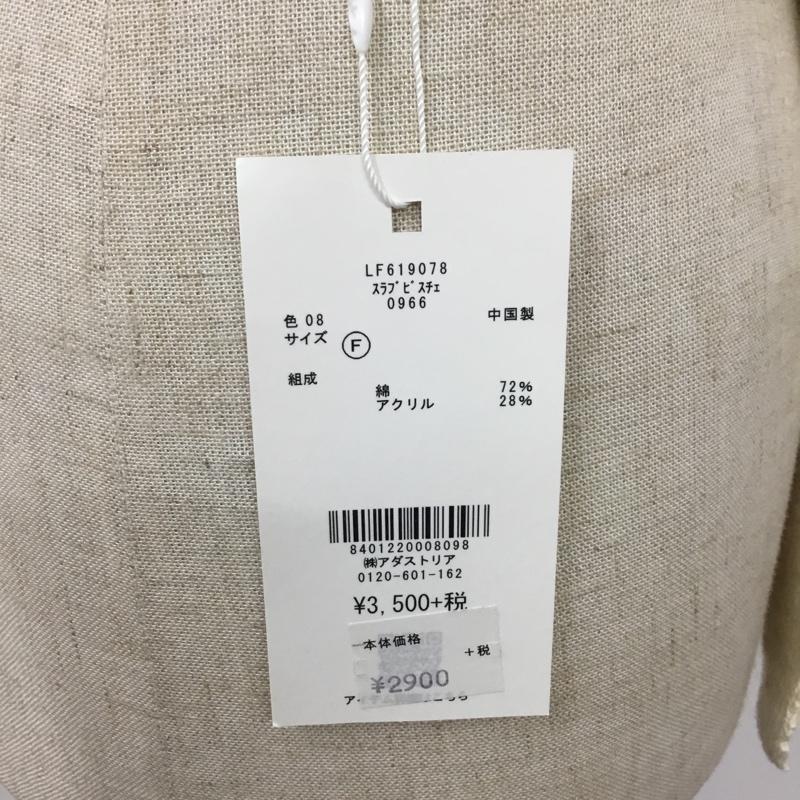 LF619078
ｽﾗﾌﾞﾋﾞｽﾁｪ
0966
色 08
中国製
サイズ Ⓕ
組成
綿 72%
アクリル 28%
8401220008098
㈱アダストリア
0120-601-162
¥3,500+税
本体価格
+税
¥2900